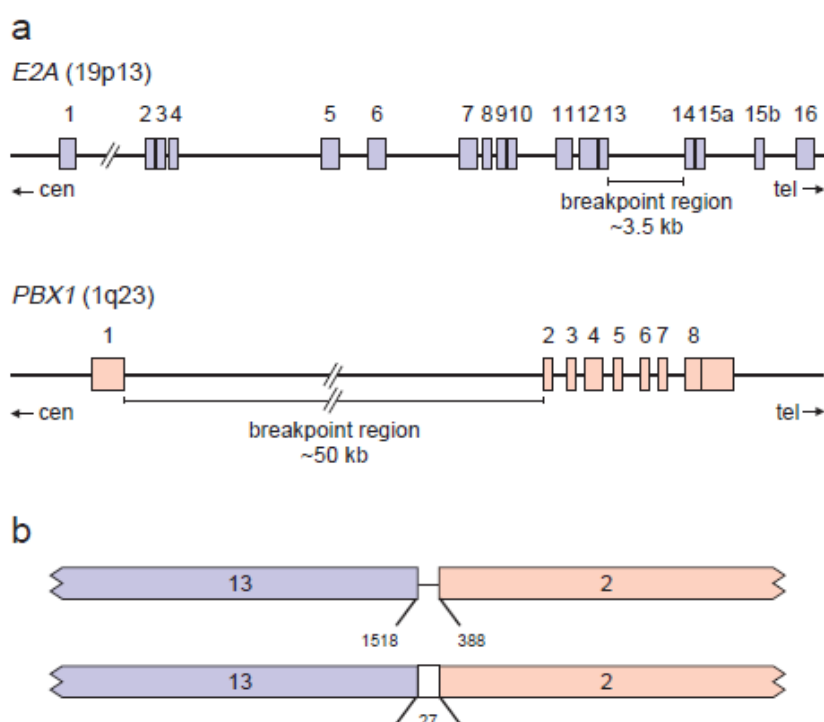 a
E2A (19p13)
1 2 3 4 5 6 7 8 9 10 11 12 13 14 15a 15b 16
← cen
breakpoint region
~3.5 kb
tel →
PBX1 (1q23)
1 2 3 4 5 6 7 8
← cen
breakpoint region
~50 kb
tel →
b
13 2
1518 388
13 2
27